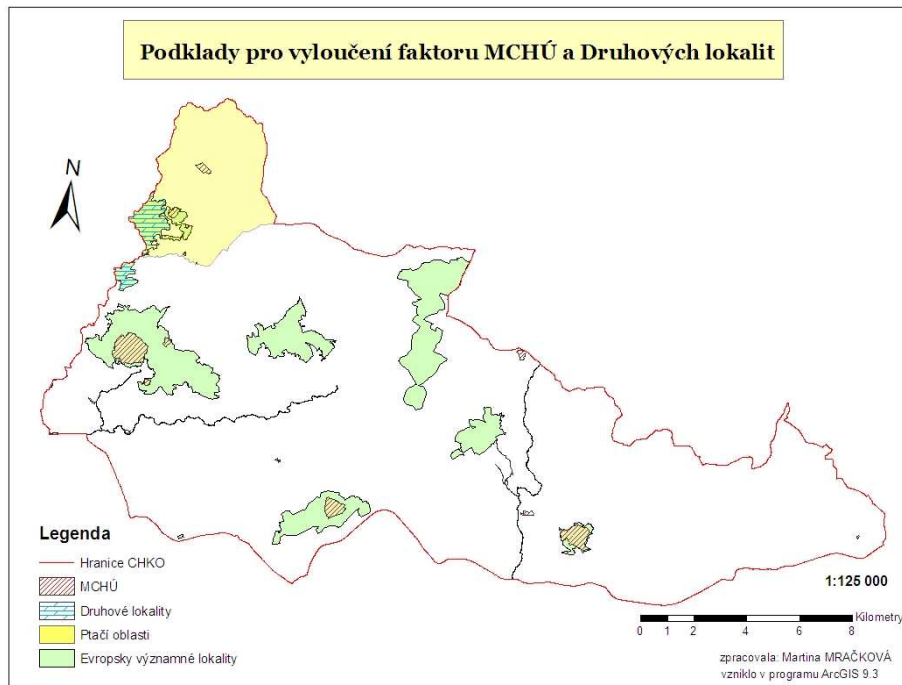 Podklady pro vyloučení faktoru MCHÚ a Druhových lokalit
N
Legenda
Hranice CHKO
MCHÚ
Druhové lokality
Ptačí oblasti
Evropsky významné lokality
1:125 000
Kilometry
0 1 2 4 6 8
zpracovala: Martina MRAČKOVÁ
vzniklo v programu ArcGIS 9.3